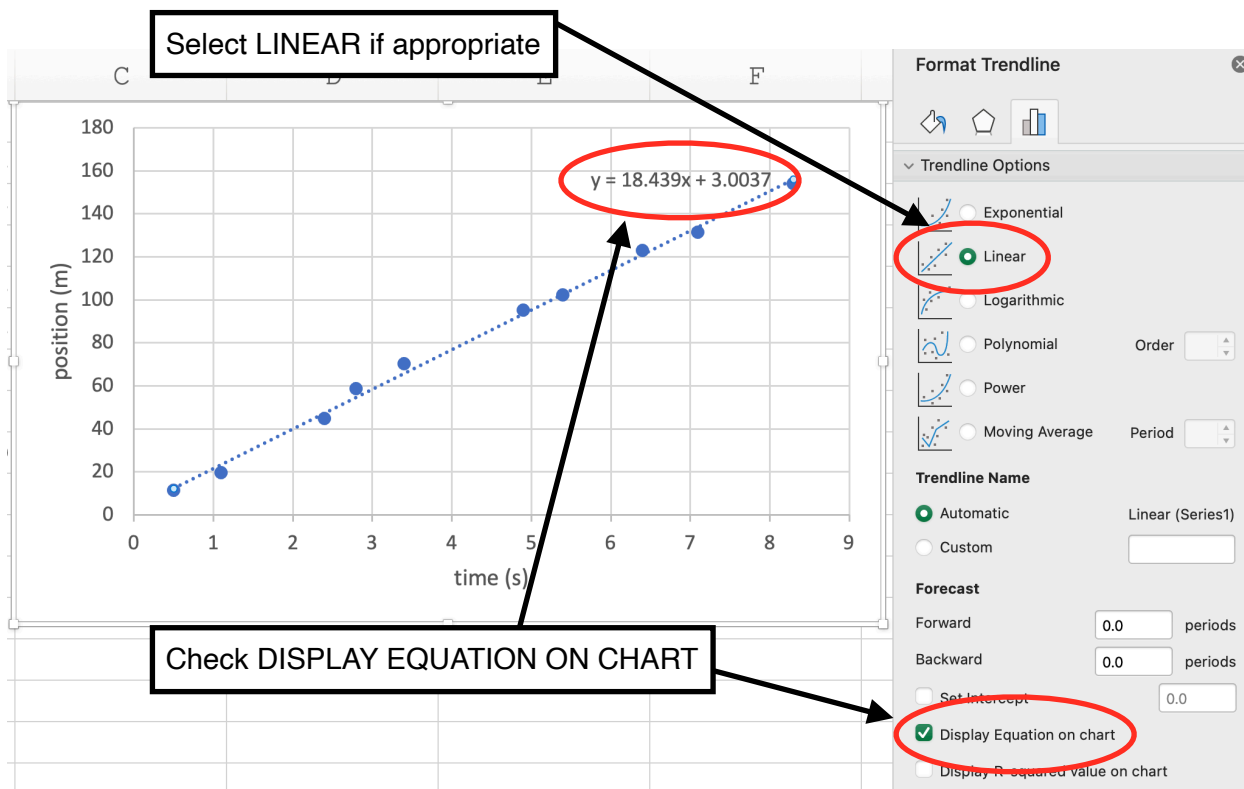 Select LINEAR if appropriate
C D E F
180
160
140
120
100
80
60
40
20
0
position (m)
y = 18.439x + 3.0037
0 1 2 3 4 5 6 7 8 9
time (s)
Check DISPLAY EQUATION ON CHART
Format Trendline
Trendline Options
Exponential
Linear
Logarithmic
Polynomial Order
Power
Moving Average Period
Trendline Name
Automatic Linear (Series1)
Custom
Forecast
Forward 0.0 periods
Backward 0.0 periods
Set Intercept 0.0
Display Equation on chart
Display R-squared value on chart